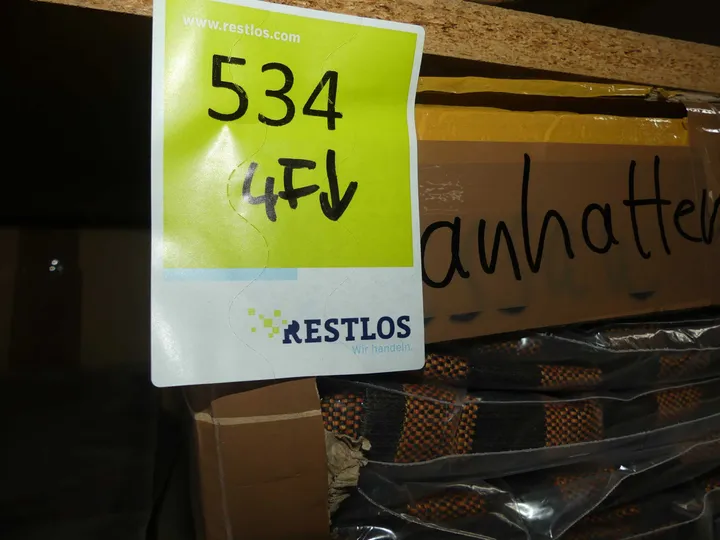 www.restlos.com
534
4F↓
anhatten
RESTLOS
Wir handeln.